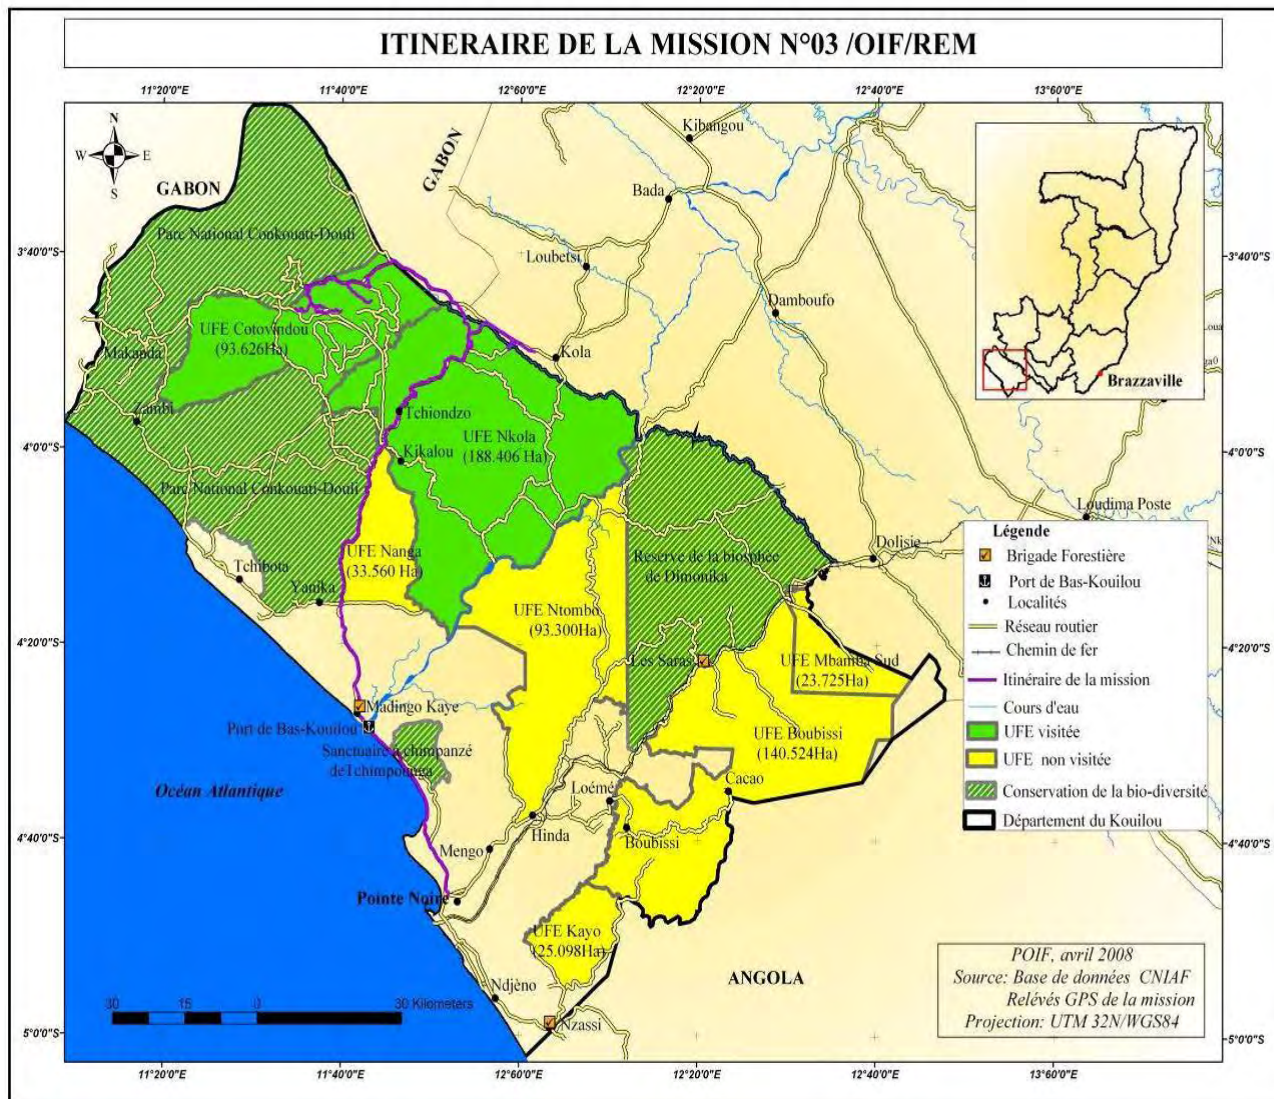 ITINERAIRE DE LA MISSION N°03 /OIF/REM
11°20'0"E
11°40'0"E
12°60'0"E
12°20'0"E
12°40'0"E
13°60'0"E
N
W
E
S
GABON
GABON
Kibangou
Bada
Parc National Conkouati-Douli
Loubetsi
3°40'0"S
3°40'0"S
Damboufo
UFE Cotovindou
(93.626Ha)
Makanda
Kola
Brazzaville
Zambi
Tchiondzo
UFE Nkola
(188.406 Ha)
4°0'0"S
4°0'0"S
Kikalou
Parc National Conkouati-Douli
Loudima Poste
Légende
Brigade Forestière
Port de Bas-Kouilou
Localités
Réseau routier
Chemin de fer
Itinéraire de la mission
Cours d'eau
UFE visitée
UFE non visitée
Conservation de la bio-diversité
Département du Kouilou
UFE Nanga
(33.560 Ha)
Dolisie
Reserve de la biosphée
de Dimonika
Tchibota
Yanika
UFE Ntombo
(93.300Ha)
4°20'0"S
4°20'0"S
Les Saras
UFE Mbamba Sud
(23.725Ha)
Madingo Kaye
Port de Bas-Kouilou
UFE Boubissi
(140.524Ha)
Sanctuaire à chimpanzé
deTchimpounga
Océan Atlantique
Cacao
Loémé
Hinda
4°40'0"S
4°40'0"S
Mengo
Boubissi
Pointe Noire
UFE Kayo
(25.098Ha)
ANGOLA
Ndjéno
Nzassi
30
15
0
30 Kilometers
POIF, avril 2008
Source: Base de données CNIAF
Relévés GPS de la mission
Projection: UTM 32N/WGS84
5°0'0"S
5°0'0"S
11°20'0"E
11°40'0"E
12°60'0"E
12°20'0"E
12°40'0"E
13°60'0"E